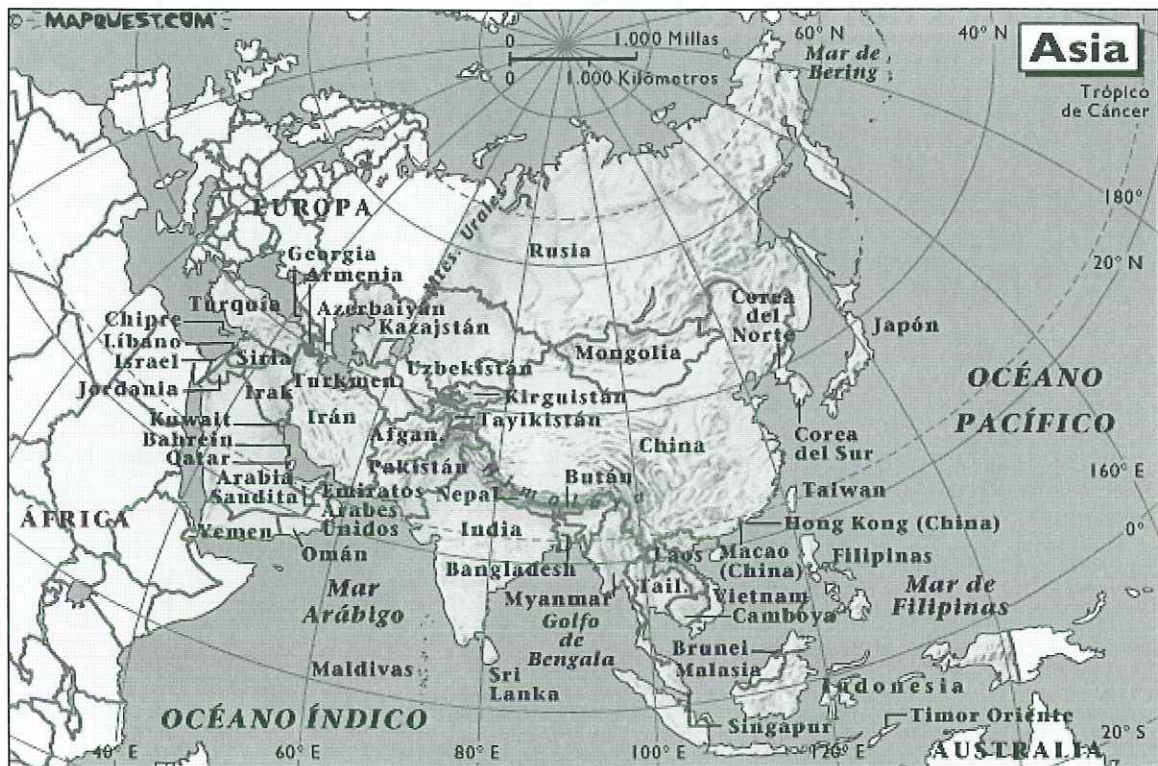 © MAPQUEST.COM
0 1.000 Millas
0 1.000 Kilómetros
60° N
40° N
Mar de
Bering
Asia
Trópico
de Cáncer
EUROPA
Mtes. Urales
Rusia
180°
20° N
Georgia
Armenia
Turquía
Azerbaiyán
Kazajstán
Chipre
Líbano
Israel
Siria
Jordania
Irak
Turkmen.
Uzbekistán
Mongolia
Corea
del
Norte
Japón
Kirguistán
Tayikistán
Irán
Kuwait
Bahrein
Qatar
Afgan.
Pakistán
China
Corea
del Sur
OCÉANO
PACÍFICO
160° E
Arabia
Saudita
Emiratos
Árabes
Unidos
Nepal
Bután
Himalaya
Taiwan
ÁFRICA
Yemen
Omán
India
Bangladesh
Hong Kong (China)
0°
Laos
Macao
(China)
Filipinas
Mar
Arábigo
Myanmar
Tail.
Vietnam
Camboya
Mar de
Filipinas
Golfo
de
Bengala
Brunei
Malasia
Maldivas
Sri
Lanka
Indonesia
OCÉANO ÍNDICO
Singapur
Timor Oriente
20° S
AUSTRALIA
40° E
60° E
80° E
100° E
120° E